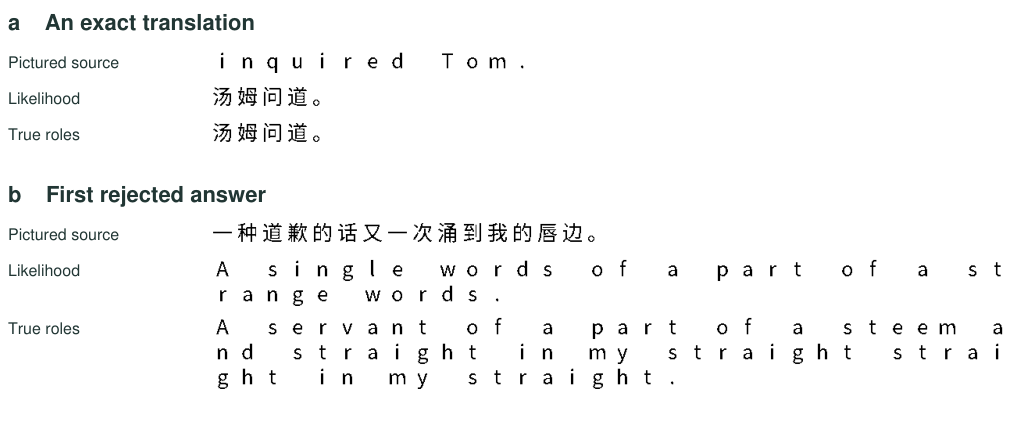 a An exact translation
Pictured source inquired Tom.
Likelihood 汤姆问道。
True roles 汤姆问道。
b First rejected answer
Pictured source 一种道歉的话又一次涌到我的唇边。
Likelihood A single words of a part of a st
range words.
True roles A servant of a part of a steem a
nd straight in my straight strai
ght in my straight.